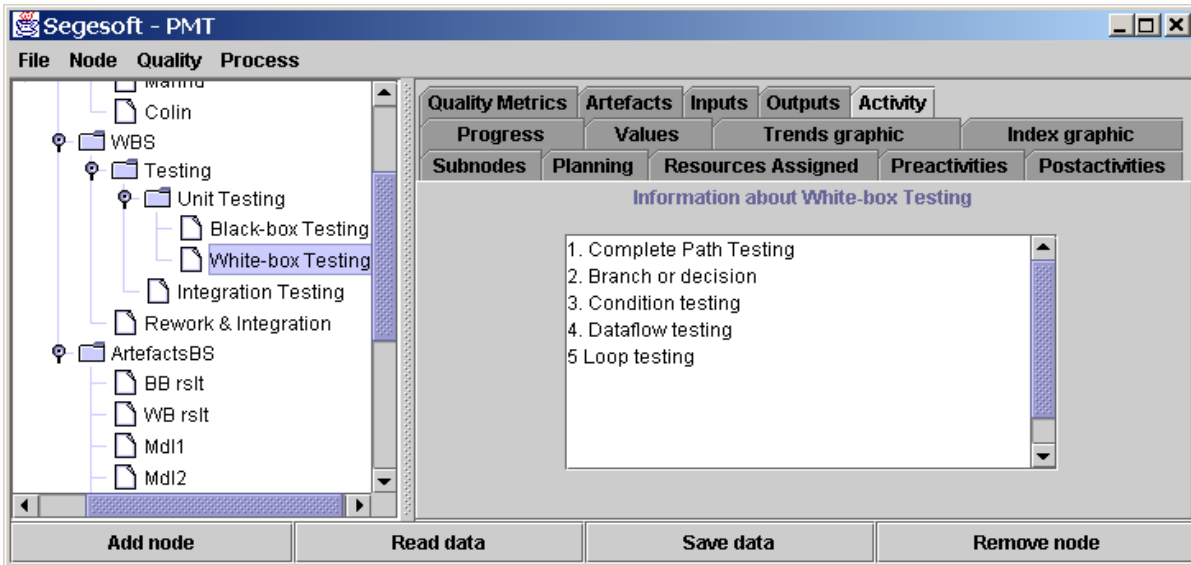 Segesoft - PMT
File Node Quality Process
Colin
WBS
Testing
Unit Testing
Black-box Testing
White-box Testing
Integration Testing
Rework & Integration
ArtefactsBS
BB rslt
WB rslt
Mdl1
Mdl2
Quality Metrics Artefacts Inputs Outputs Activity
Progress Values Trends graphic Index graphic
Subnodes Planning Resources Assigned Preactivities Postactivities
Information about White-box Testing
1. Complete Path Testing
2. Branch or decision
3. Condition testing
4. Dataflow testing
5 Loop testing
Add node Read data Save data Remove node